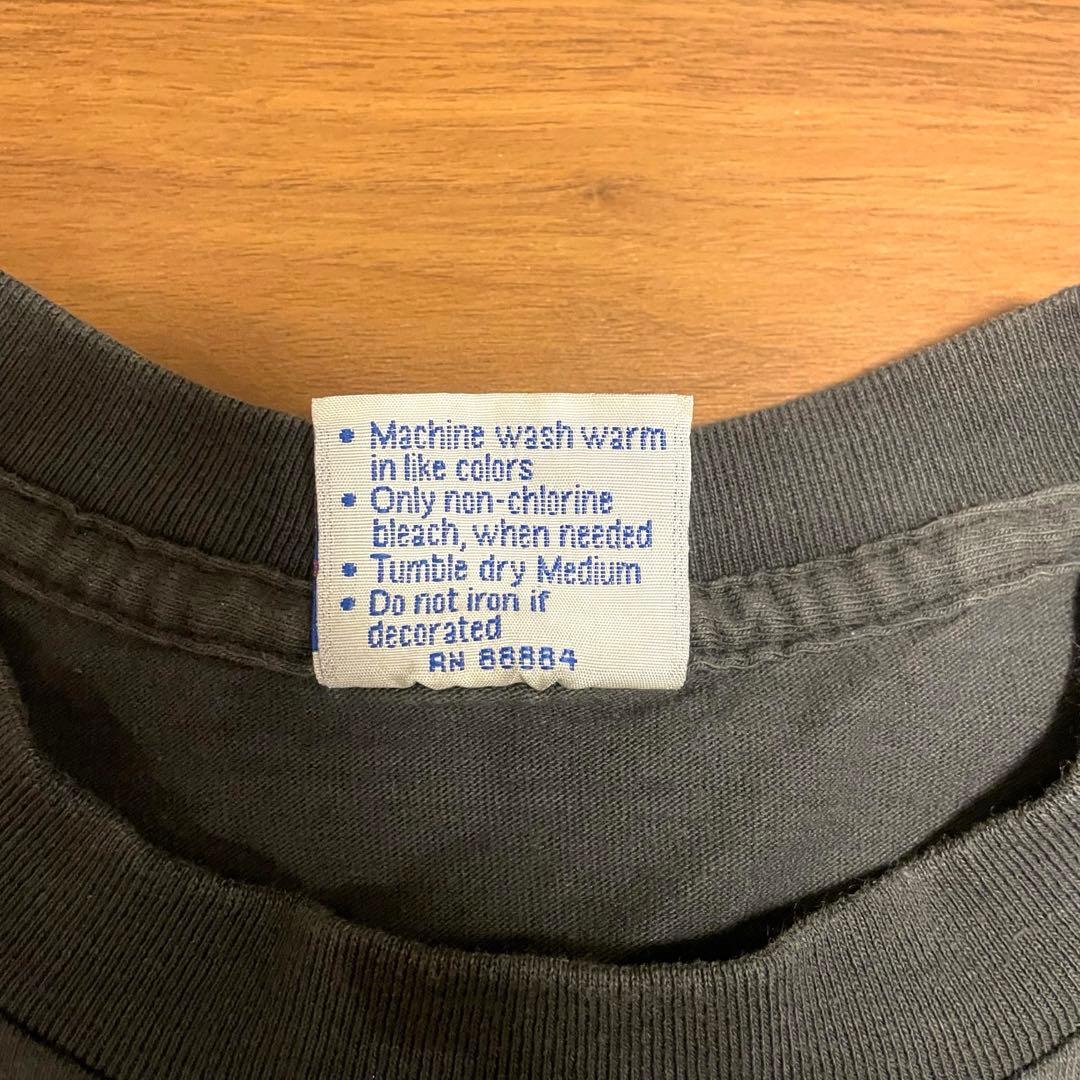 • Machine wash warm
in like colors
• Only non-chlorine
bleach, when needed
• Tumble dry Medium
• Do not iron if
decorated
RN 88884